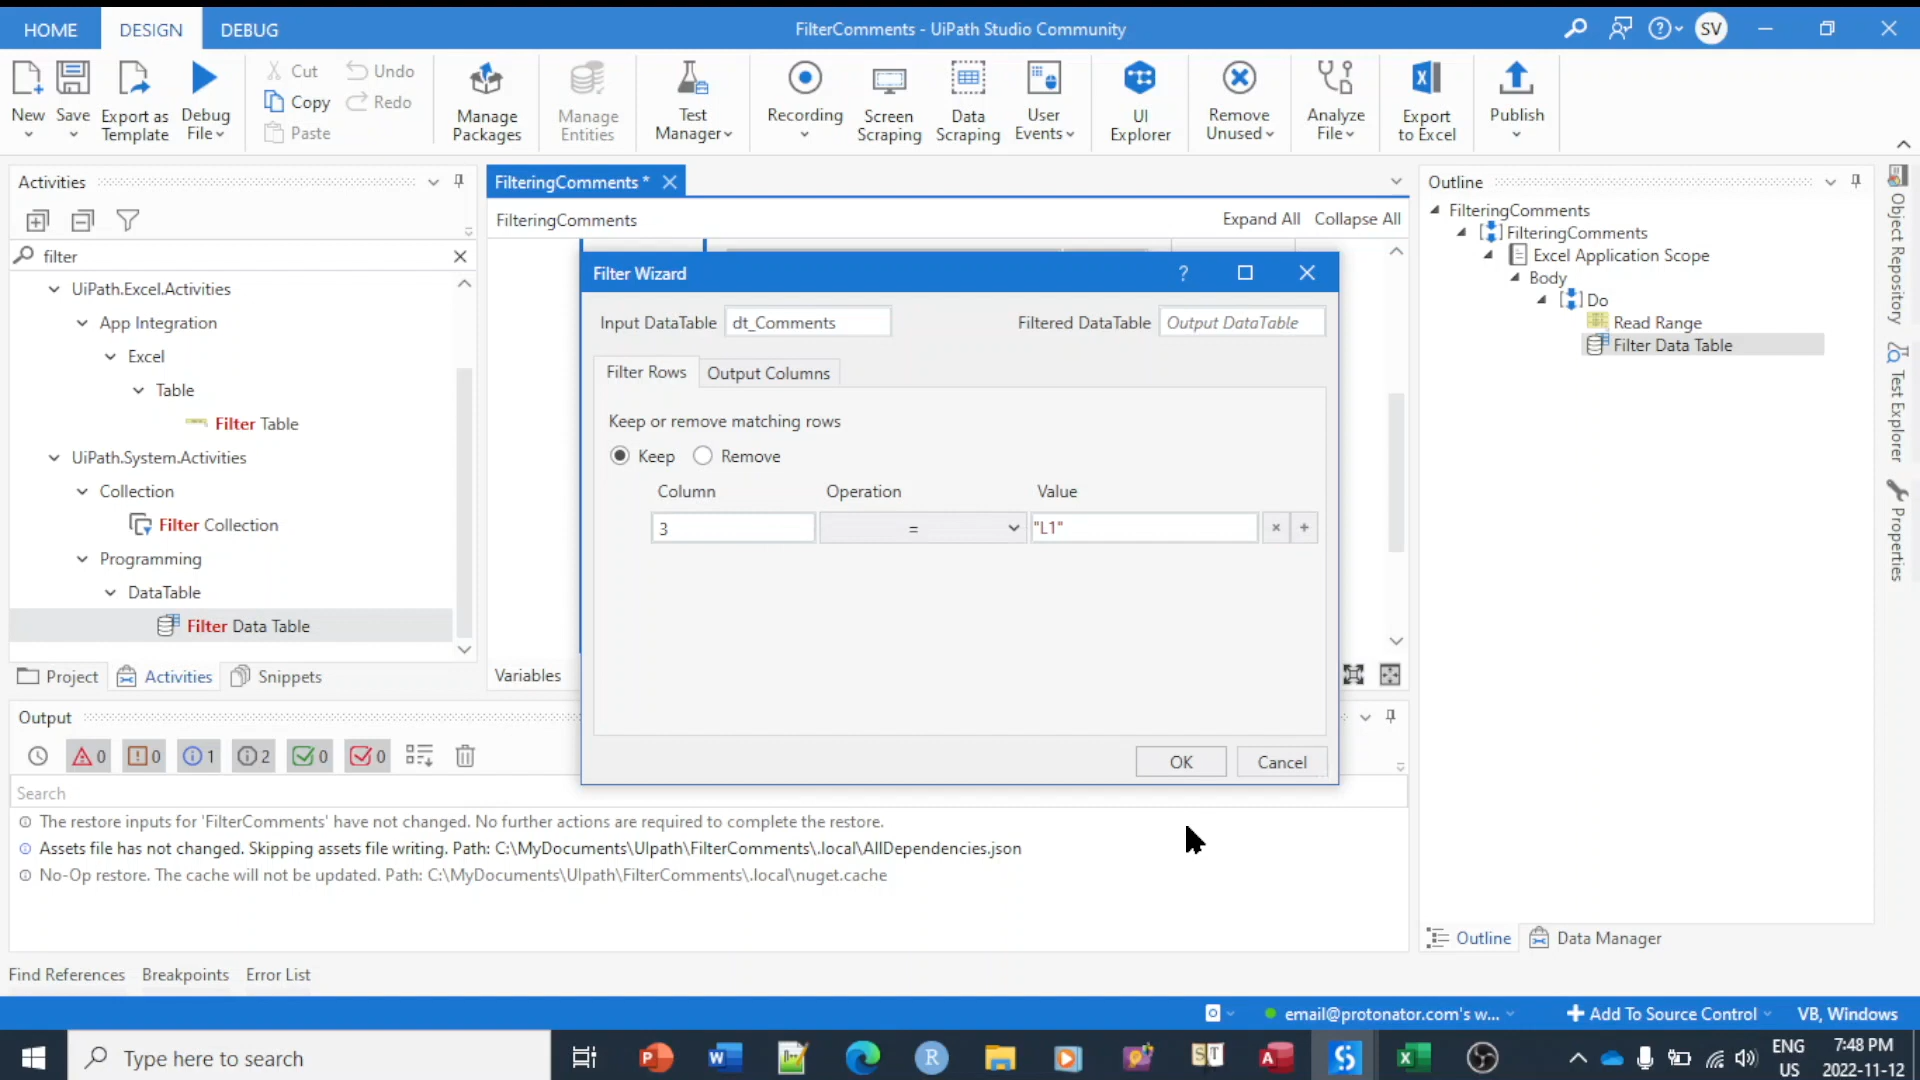 HOME
DESIGN
DEBUG
FilterComments - UiPath Studio Community
SV
New
Save
Export as
Template
Debug
File
Cut
Copy
Paste
Undo
Redo
Manage
Packages
Manage
Entities
Test
Manager
Recording
Screen
Scraping
Data
Scraping
User
Events
UI
Explorer
Remove
Unused
Analyze
File
Export
to Excel
Publish
Activities
filter
UiPath.Excel.Activities
App Integration
Excel
Table
Filter Table
UiPath.System.Activities
Collection
Filter Collection
Programming
DataTable
Filter Data Table
Project
Activities
Snippets
FilteringComments *
FilteringComments
Expand All
Collapse All
Variables
Filter Wizard
?
Input DataTable
dt_Comments
Filtered DataTable
Output DataTable
Filter Rows
Output Columns
Keep or remove matching rows
Keep
Remove
Column
Operation
Value
3
=
"L1"
×
+
OK
Cancel
Outline
FilteringComments
FilteringComments
Excel Application Scope
Body
Do
Read Range
Filter Data Table
Outline
Data Manager
Object Repository
Test Explorer
Properties
Output
0
0
1
2
0
0
Search
The restore inputs for 'FilterComments' have not changed. No further actions are required to complete the restore.
Assets file has not changed. Skipping assets file writing. Path: C:\MyDocuments\UIpath\FilterComments\.local\AllDependencies.json
No-Op restore. The cache will not be updated. Path: C:\MyDocuments\UIpath\FilterComments\.local\nuget.cache
Find References
Breakpoints
Error List
email@protonator.com's w...
Add To Source Control
VB, Windows
Type here to search
ENG
US
7:48 PM
2022-11-12